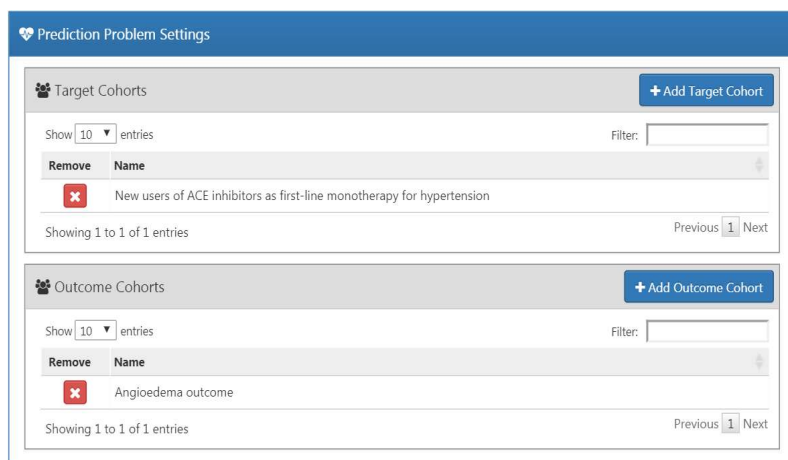 Prediction Problem Settings
Target Cohorts
+ Add Target Cohort
Show 10 entries
Filter:
Remove Name
New users of ACE inhibitors as first-line monotherapy for hypertension
Showing 1 to 1 of 1 entries
Previous 1 Next
Outcome Cohorts
+ Add Outcome Cohort
Show 10 entries
Filter:
Remove Name
Angioedema outcome
Showing 1 to 1 of 1 entries
Previous 1 Next